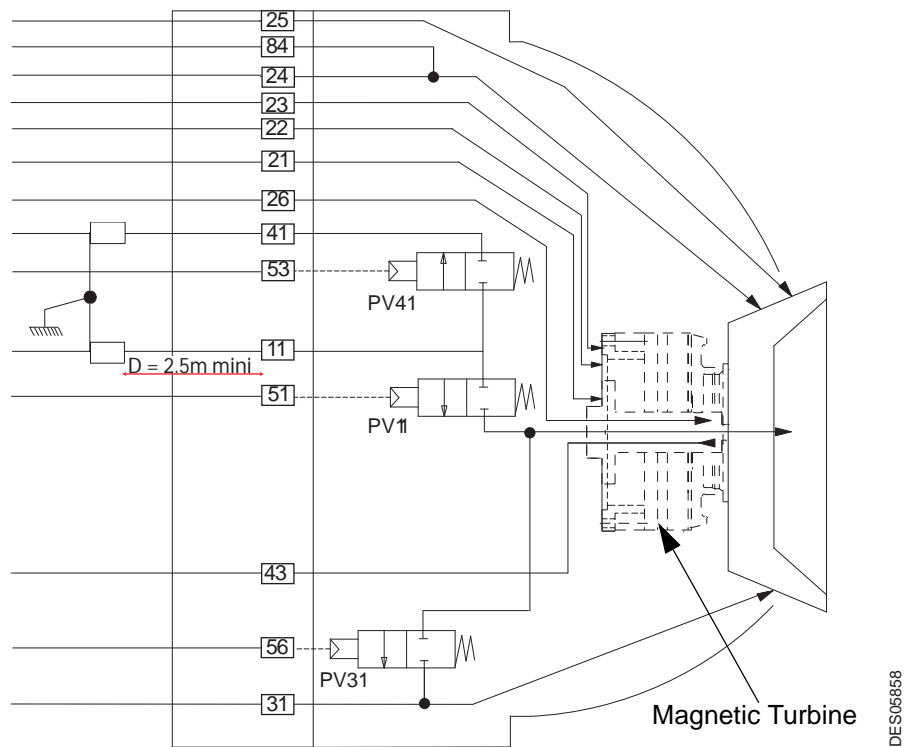 25
84
24
23
22
21
26
41
53
PV41
11
D = 2.5m mini
51
PV11
43
56
PV31
31
Magnetic Turbine
DES05858